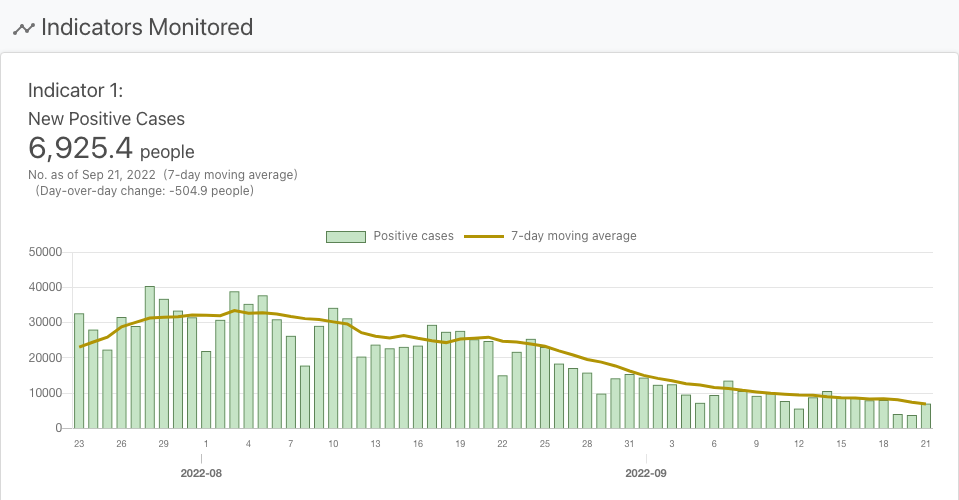 Indicators Monitored
Indicator 1:
New Positive Cases
6,925.4 people
No. as of Sep 21, 2022 (7-day moving average)
(Day-over-day change: -504.9 people)
Positive cases 7-day moving average
50000
40000
30000
20000
10000
0
23 26 29 1 4 7 10 13 16 19 22 25 28 31 3 6 9 12 15 18 21
2022-08 2022-09